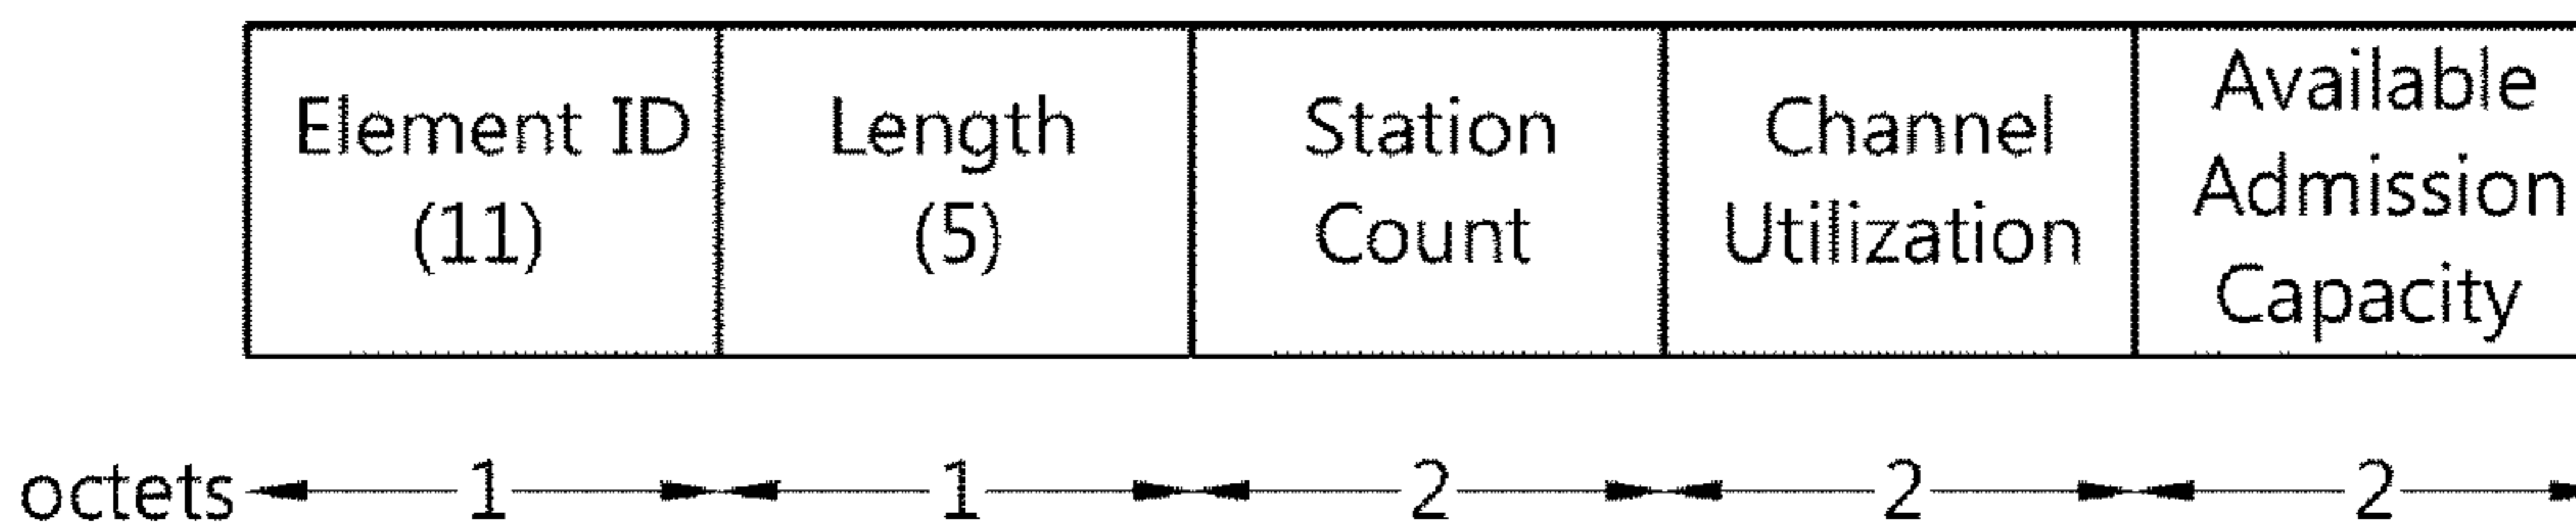 Element ID
(11)
Length
(5)
Station
Count
Channel
Utilization
Available
Admission
Capacity
octets 1 1 2 2 2